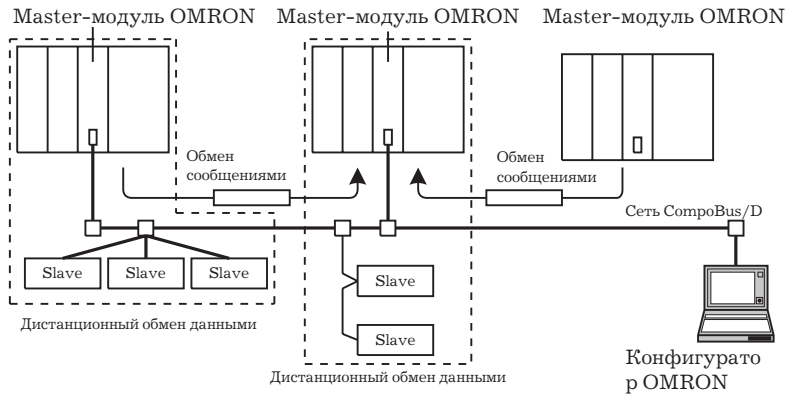 Master-модуль OMRON
Master-модуль OMRON
Master-модуль OMRON
Обмен
сообщениями
Обмен
сообщениями
Сеть CompoBus/D
Slave
Slave
Slave
Slave
Slave
Дистанционный обмен данными
Дистанционный обмен данными
Конфигурато
р OMRON